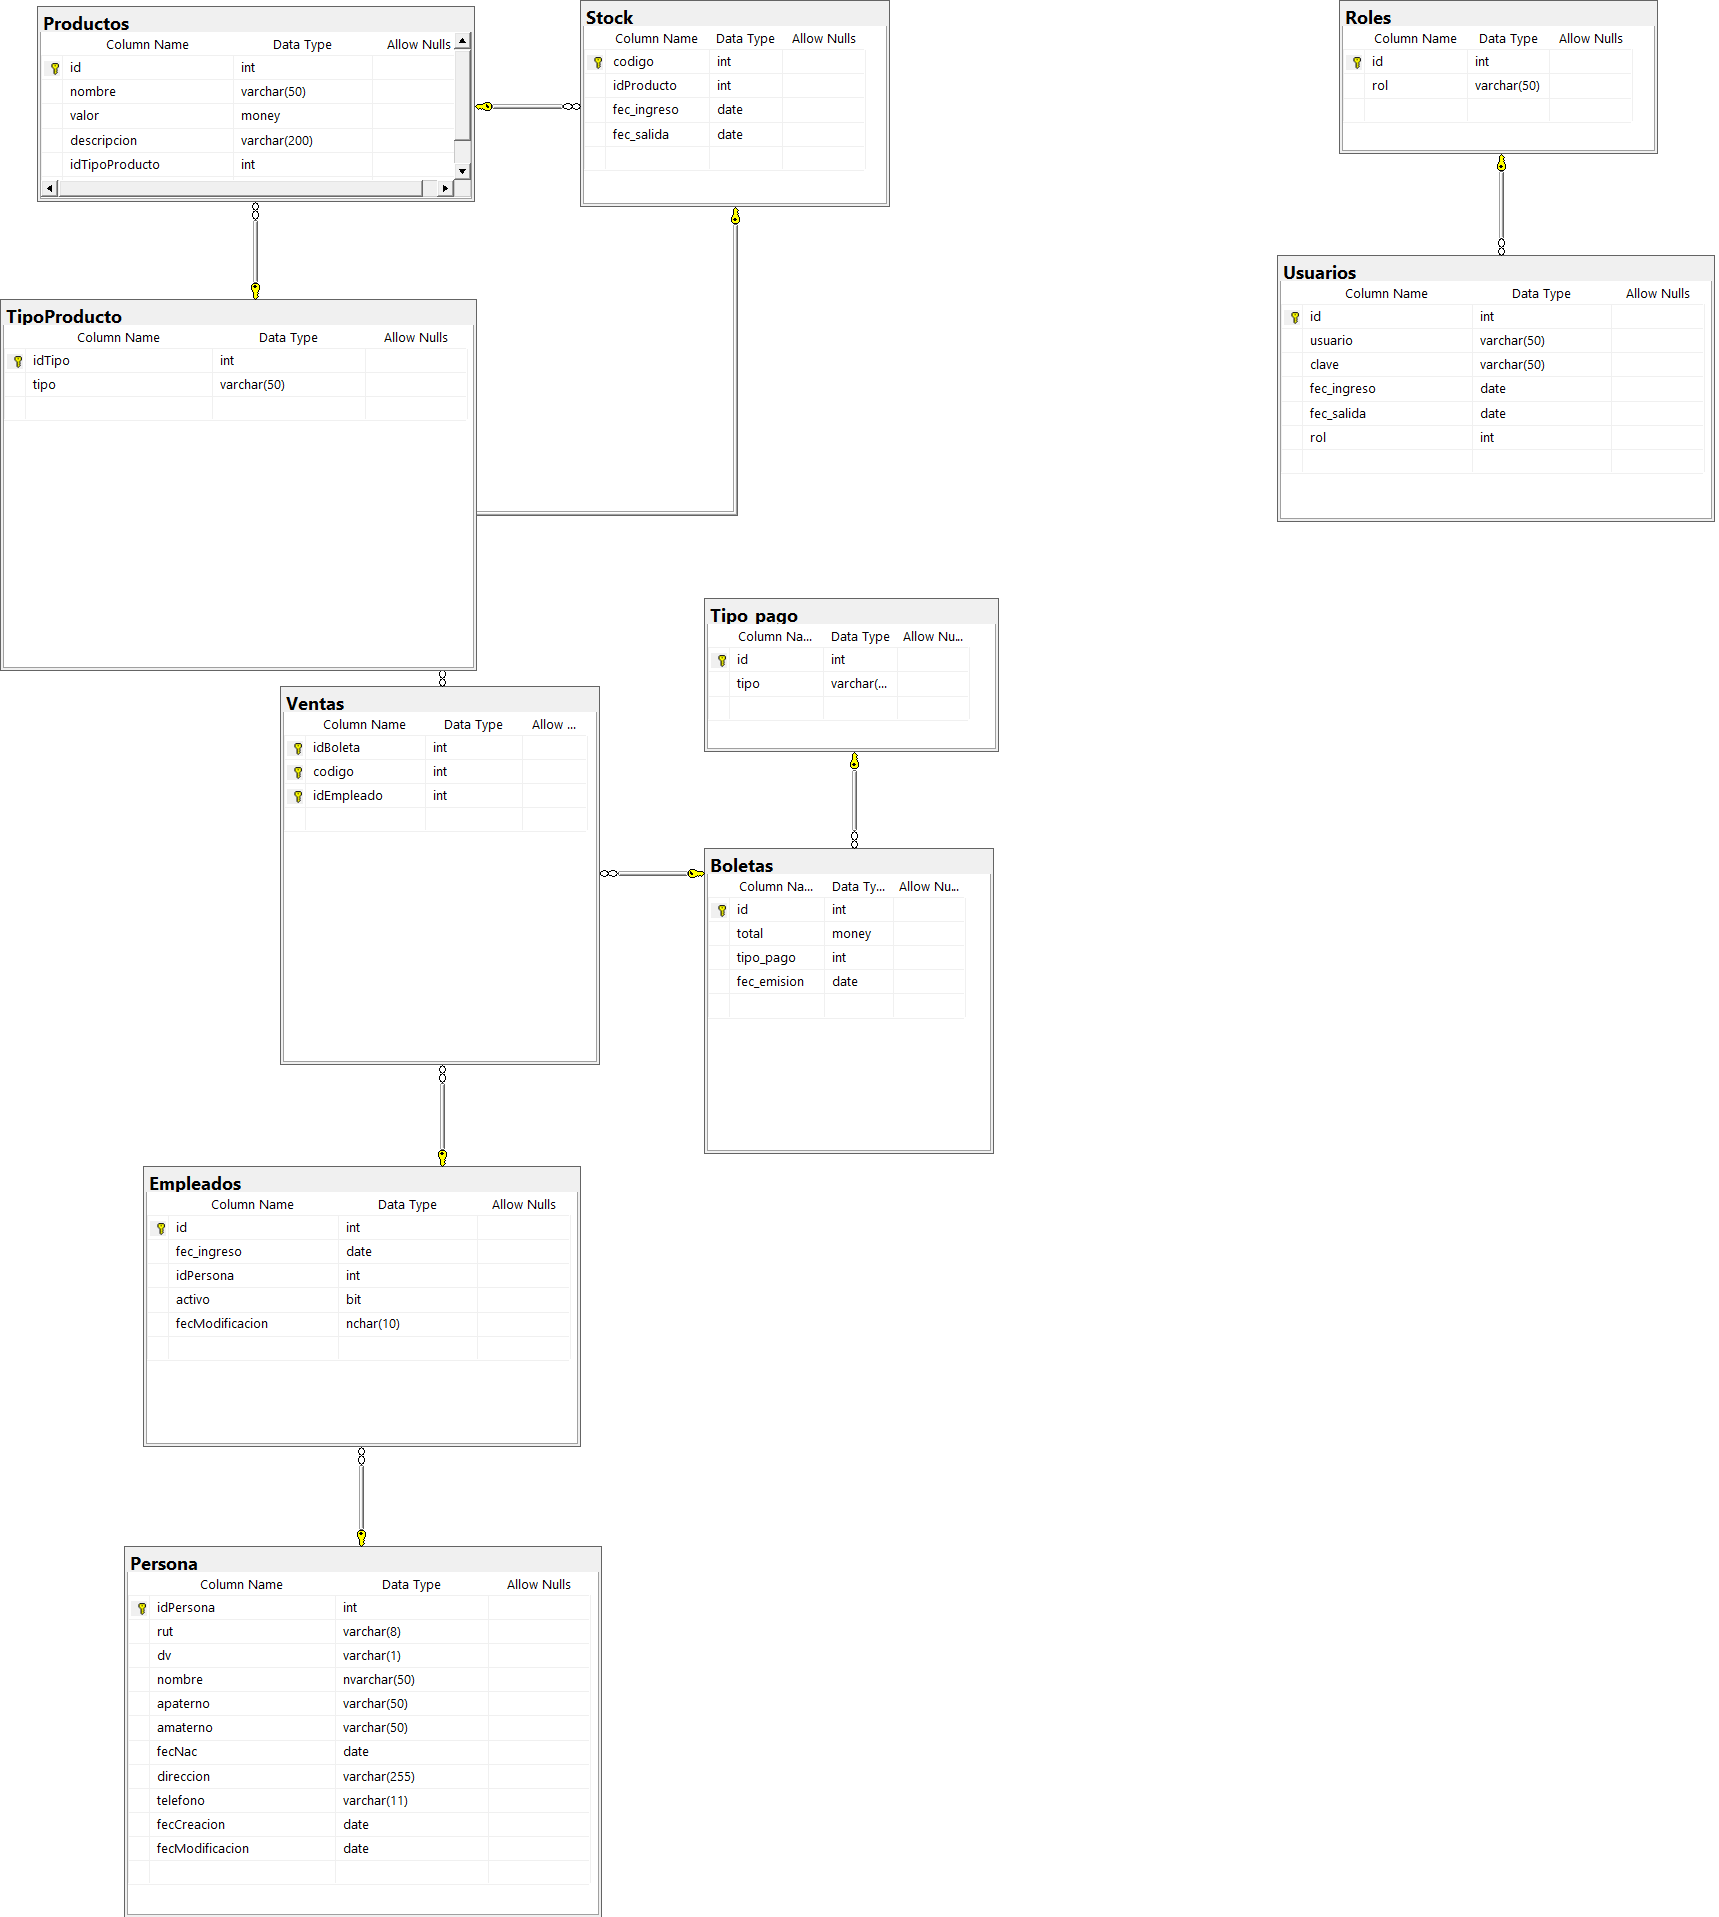 Productos
Column Name Data Type Allow Nulls
id int
nombre varchar(50)
valor money
descripcion varchar(200)
idTipoProducto int
Stock
Column Name Data Type Allow Nulls
codigo int
idProducto int
fec_ingreso date
fec_salida date
Roles
Column Name Data Type Allow Nulls
id int
rol varchar(50)
Usuarios
Column Name Data Type Allow Nulls
id int
usuario varchar(50)
clave varchar(50)
fec_ingreso date
fec_salida date
rol int
TipoProducto
Column Name Data Type Allow Nulls
idTipo int
tipo varchar(50)
Tipo_pago
Column Na... Data Type Allow Nu...
id int
tipo varchar(...
Ventas
Column Name Data Type Allow ...
idBoleta int
codigo int
idEmpleado int
Boletas
Column Na... Data Ty... Allow Nu...
id int
total money
tipo_pago int
fec_emision date
Empleados
Column Name Data Type Allow Nulls
id int
fec_ingreso date
idPersona int
activo bit
fecModificacion nchar(10)
Persona
Column Name Data Type Allow Nulls
idPersona int
rut varchar(8)
dv varchar(1)
nombre nvarchar(50)
apaterno varchar(50)
amaterno varchar(50)
fecNac date
direccion varchar(255)
telefono varchar(11)
fecCreacion date
fecModificacion date